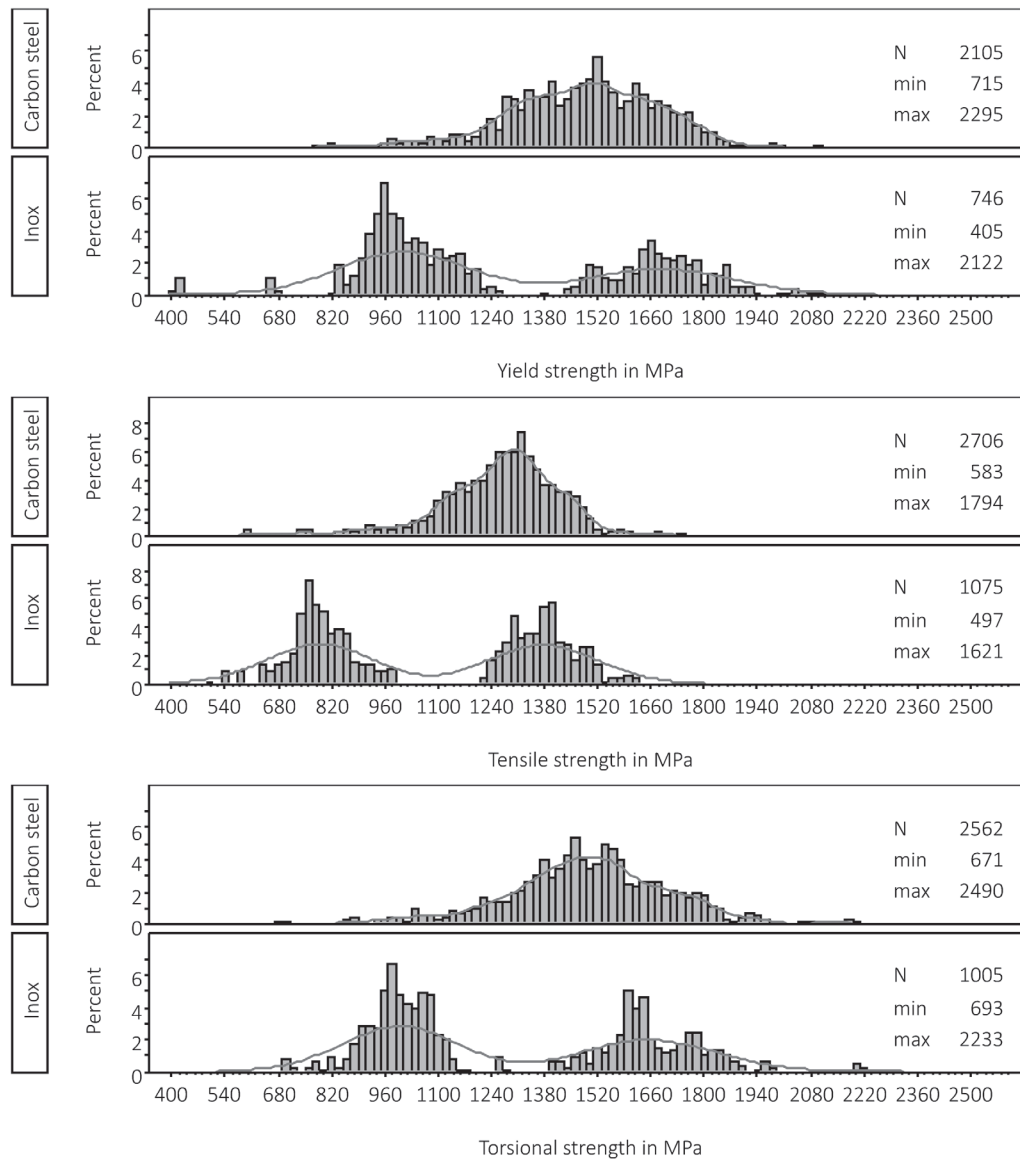 Carbon steel
Percent
6
4
2
0
N 2105
min 715
max 2295
Inox
Percent
6
4
2
0
N 746
min 405
max 2122
400 540 680 820 960 1100 1240 1380 1520 1660 1800 1940 2080 2220 2360 2500
Yield strength in MPa
Carbon steel
Percent
8
6
4
2
0
N 2706
min 583
max 1794
Inox
Percent
8
6
4
2
0
N 1075
min 497
max 1621
400 540 680 820 960 1100 1240 1380 1520 1660 1800 1940 2080 2220 2360 2500
Tensile strength in MPa
Carbon steel
Percent
6
4
2
0
N 2562
min 671
max 2490
Inox
Percent
6
4
2
0
N 1005
min 693
max 2233
400 540 680 820 960 1100 1240 1380 1520 1660 1800 1940 2080 2220 2360 2500
Torsional strength in MPa